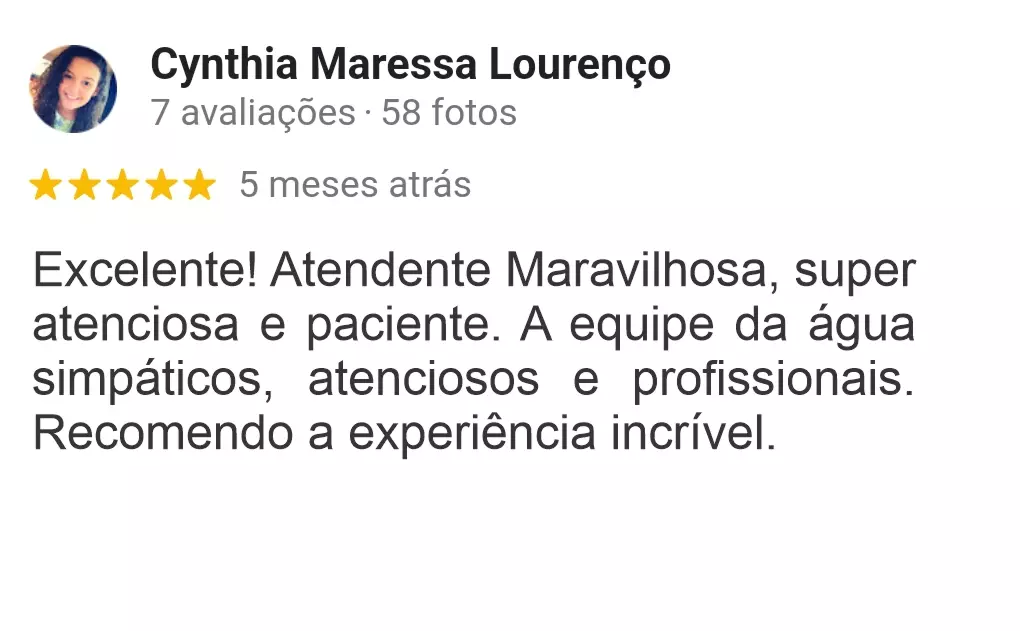 Cynthia Maressa Lourenço
7 avaliações · 58 fotos
5 meses atrás
Excelente! Atendente Maravilhosa, super
atenciosa e paciente. A equipe da água
simpáticos, atenciosos e profissionais.
Recomendo a experiência incrível.